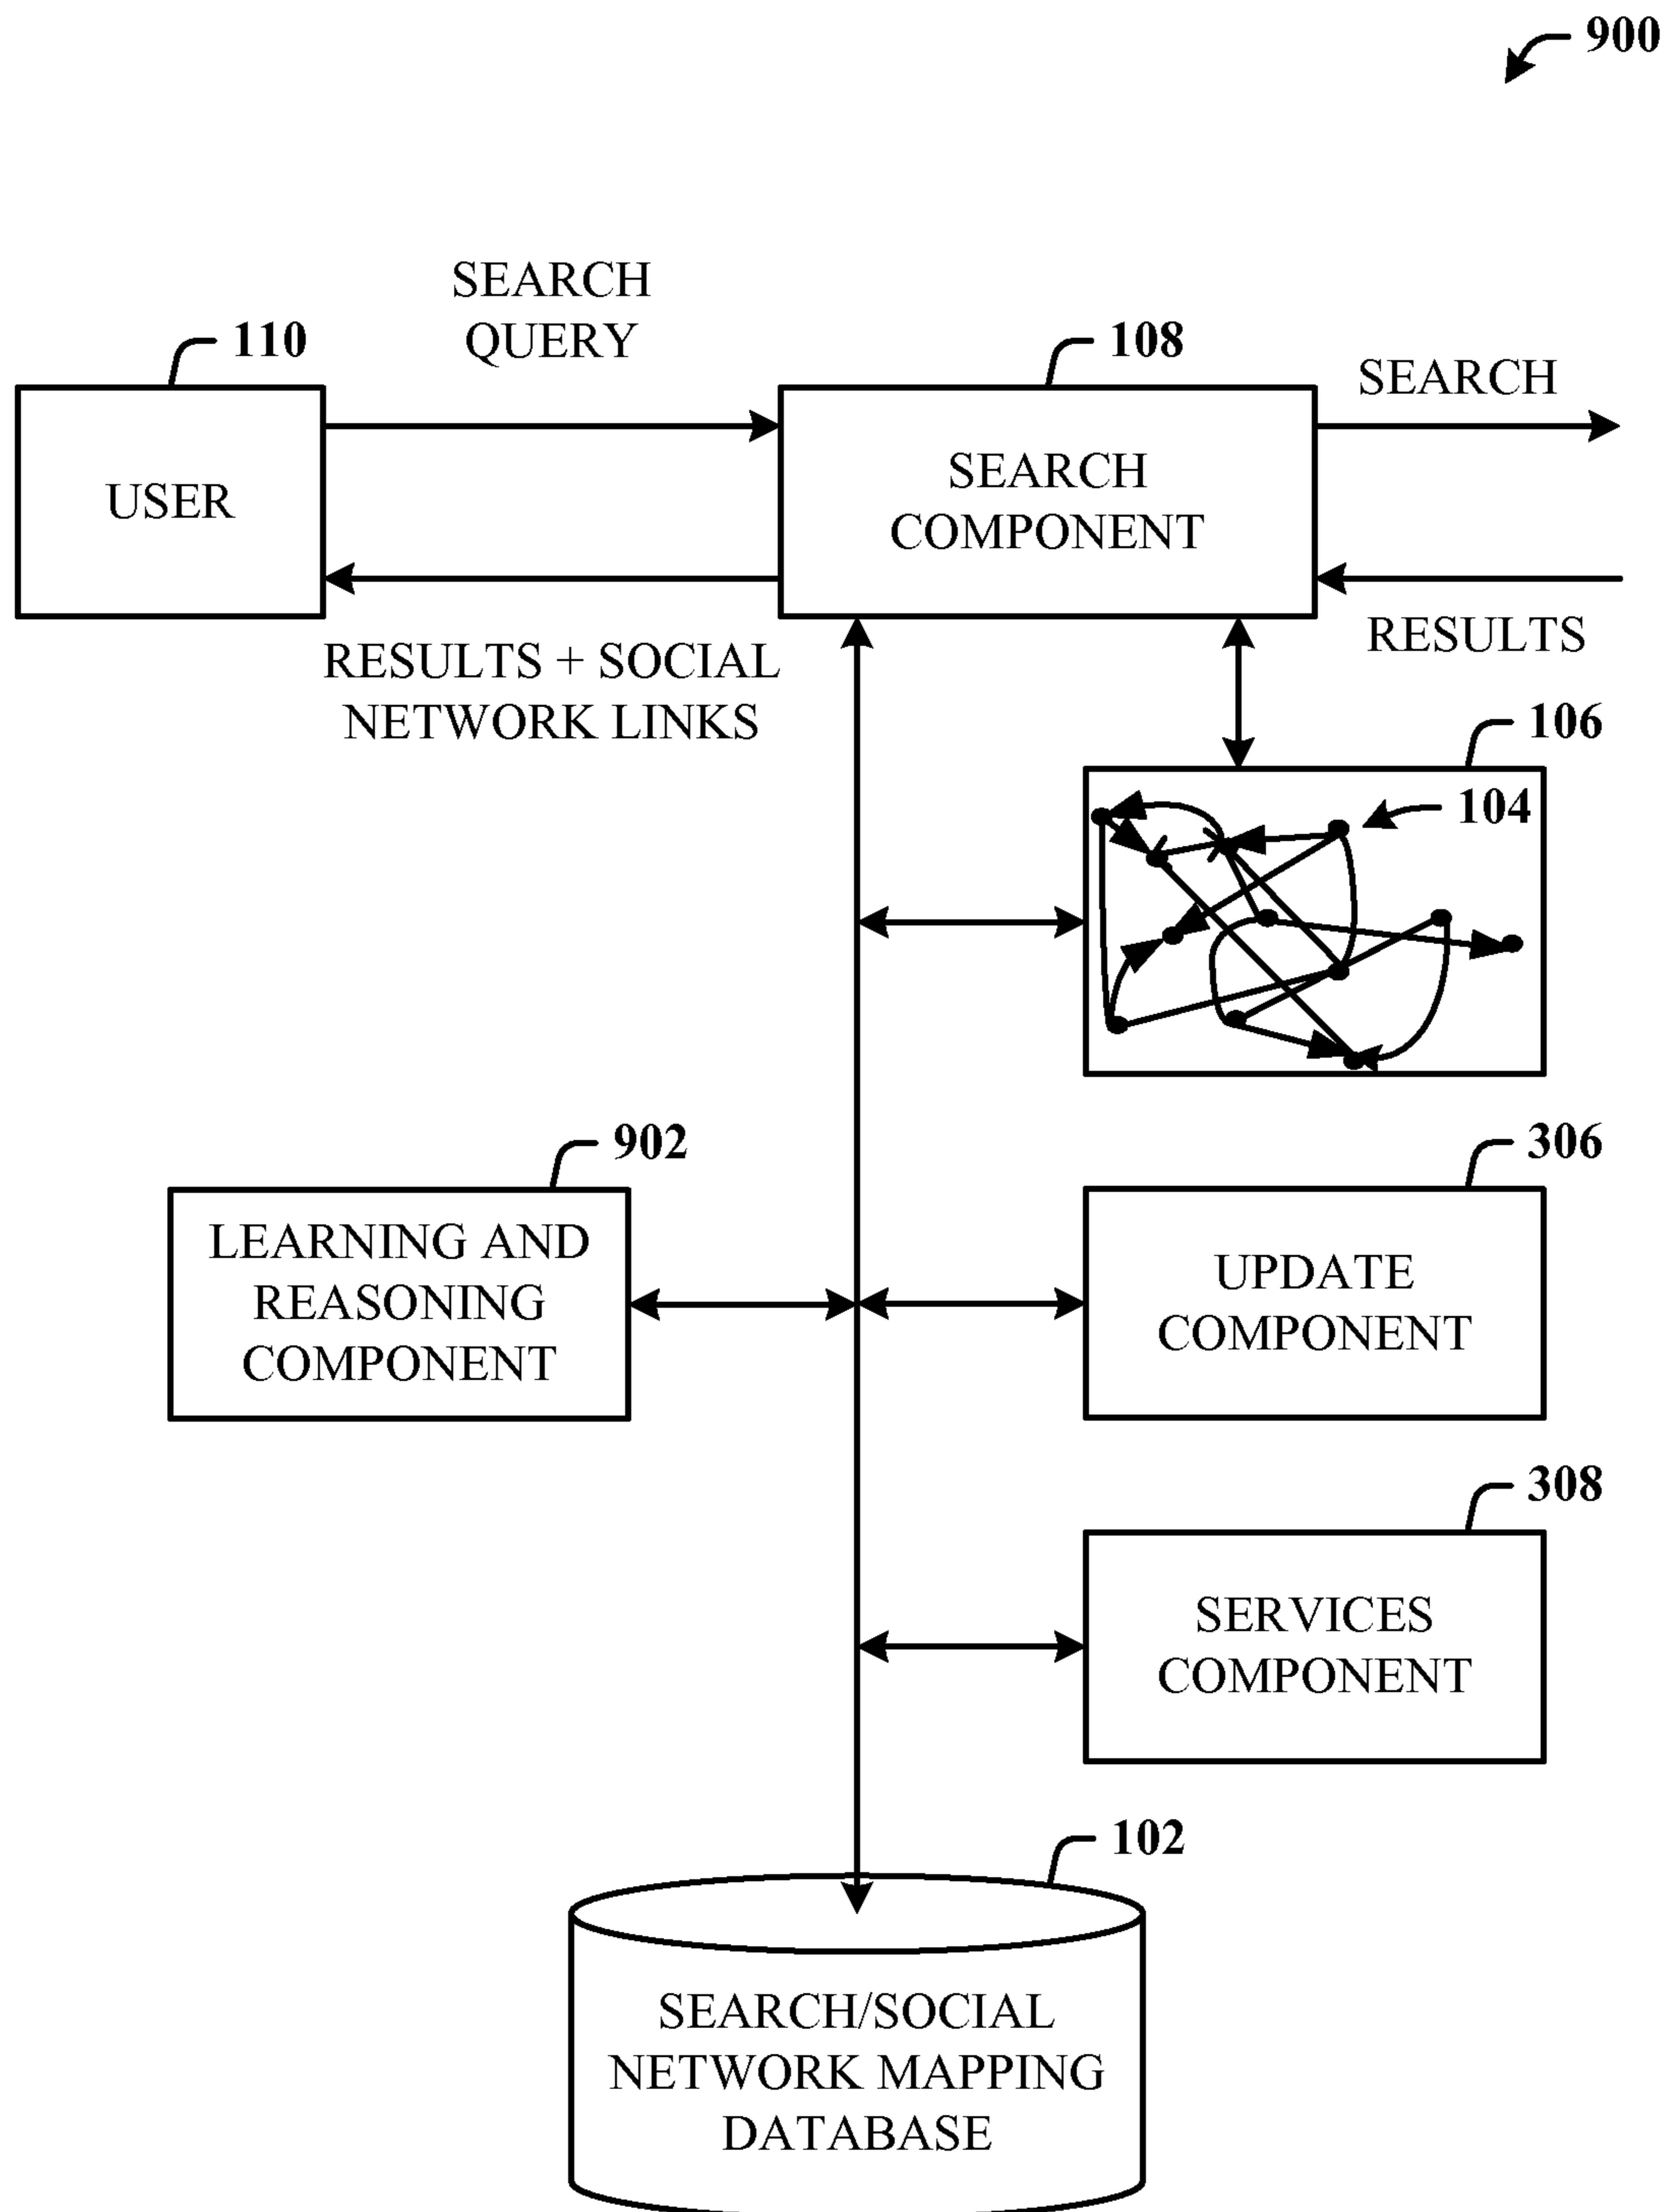 900
SEARCH
QUERY
110
108
SEARCH
USER
SEARCH
COMPONENT
RESULTS + SOCIAL
NETWORK LINKS
RESULTS
106
104
902
306
LEARNING AND
REASONING
COMPONENT
UPDATE
COMPONENT
308
SERVICES
COMPONENT
102
SEARCH/SOCIAL
NETWORK MAPPING
DATABASE